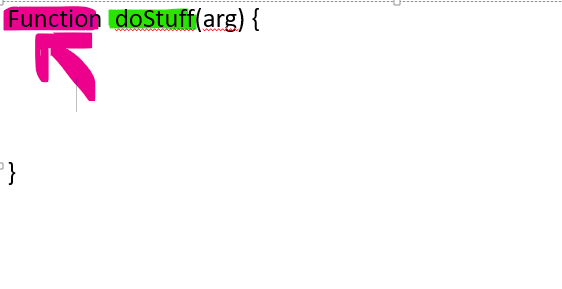 Function doStuff(arg) {
}